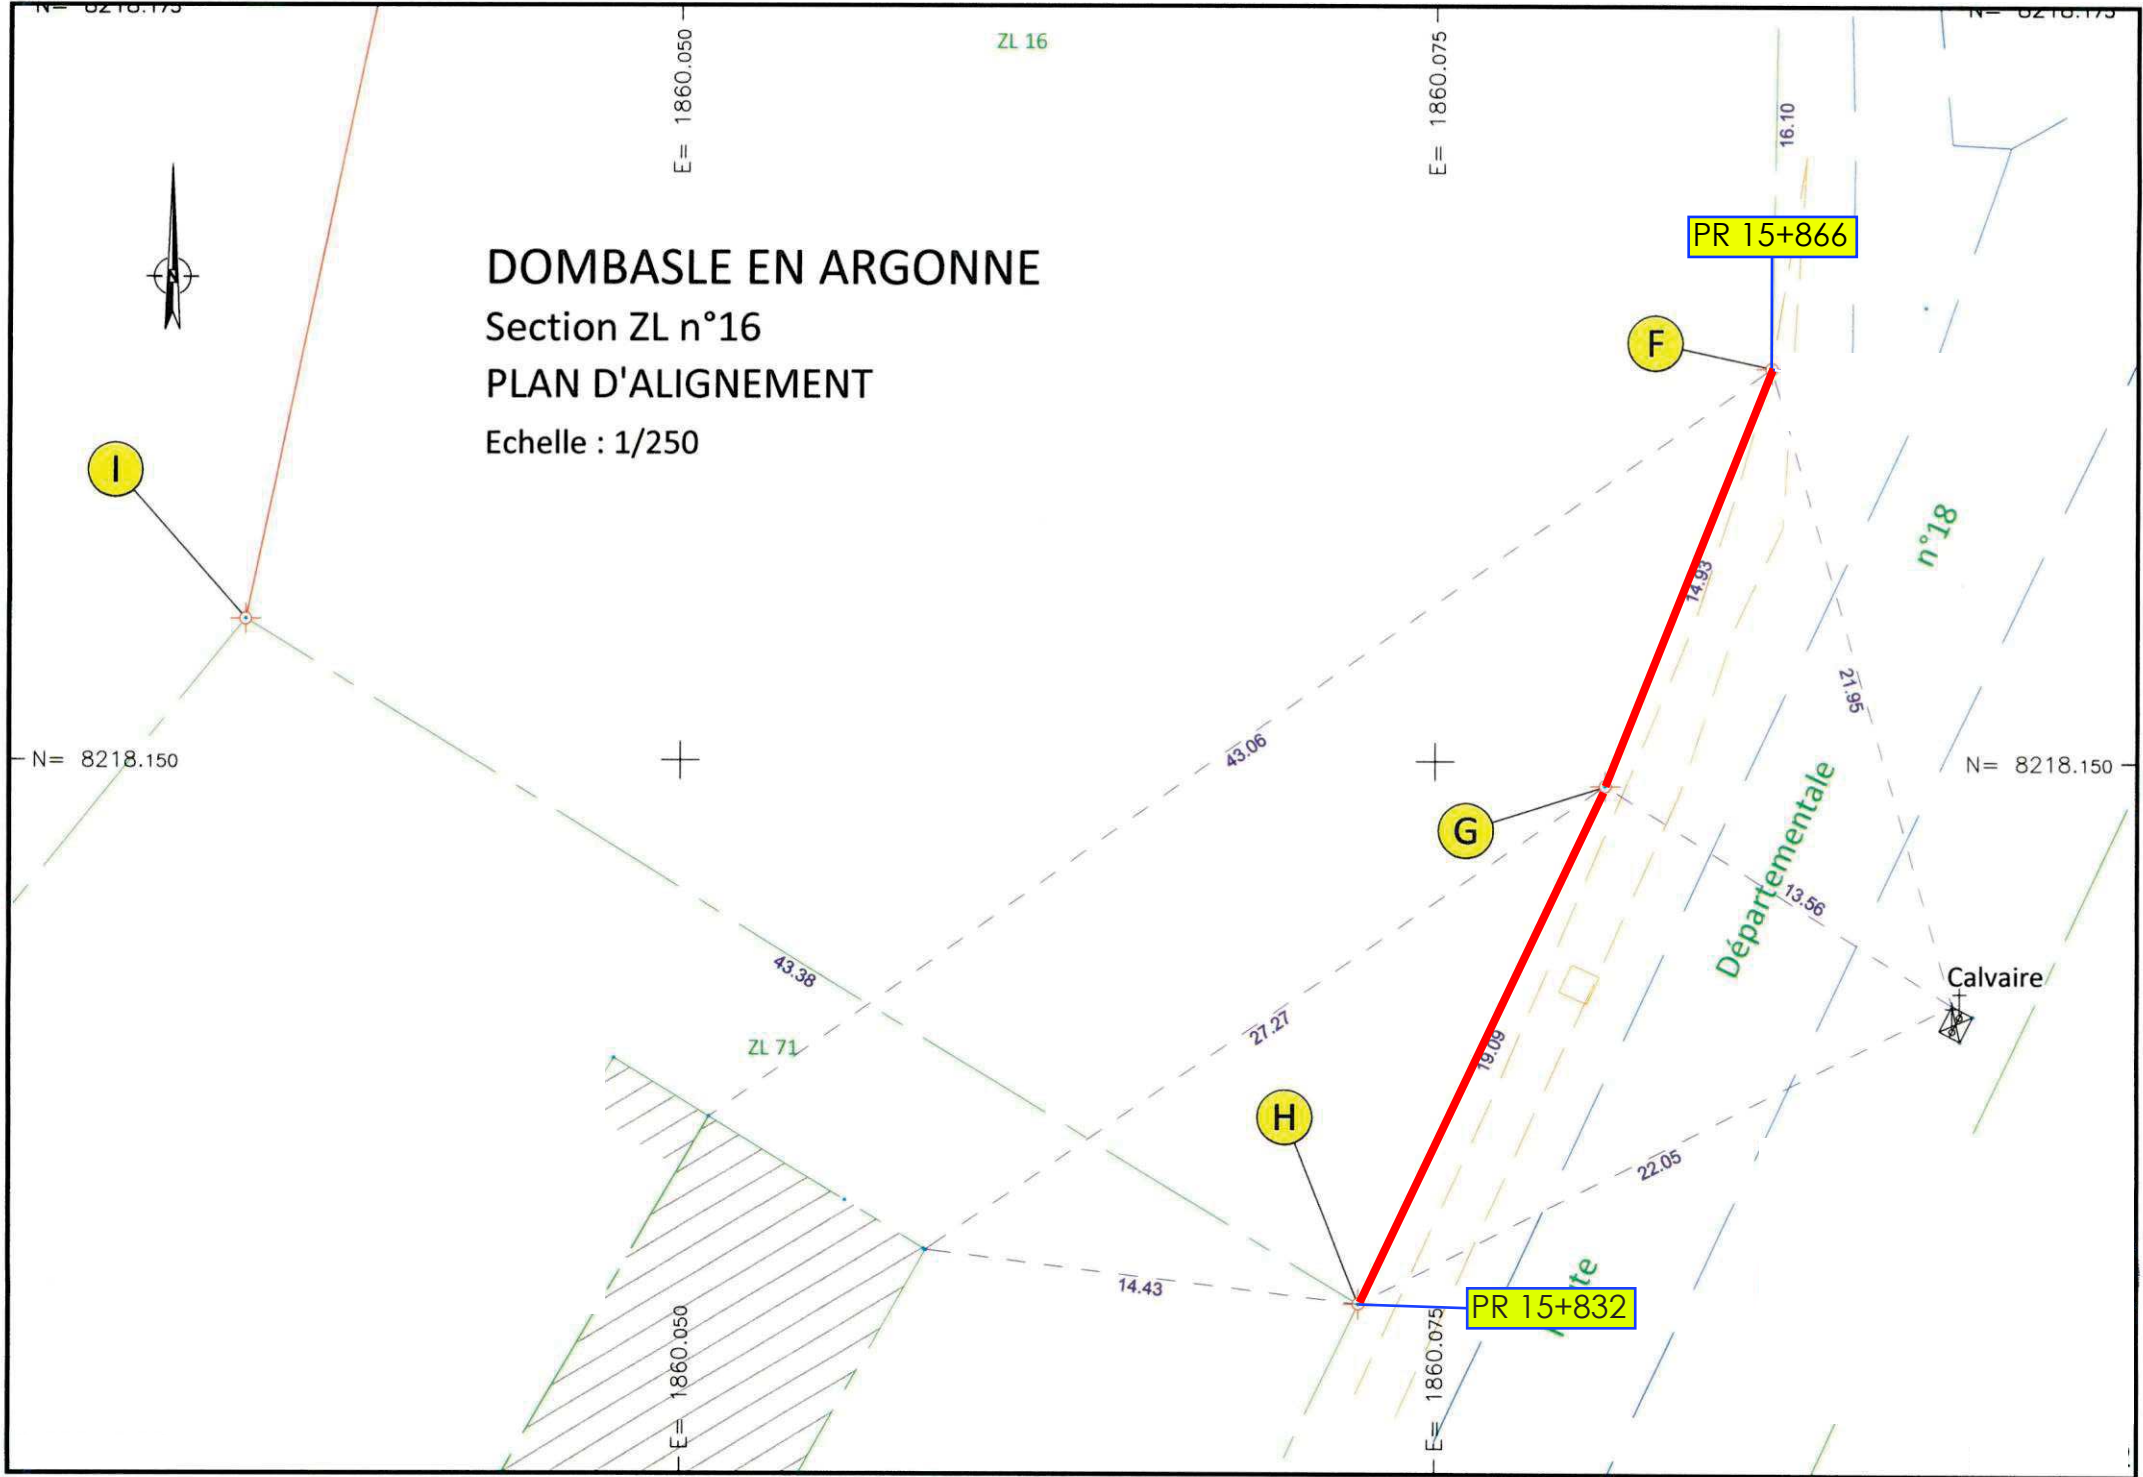 ZL 16
E= 1860.050
E= 1860.075
16.10
PR 15+866
DOMBASLE EN ARGONNE
Section ZL n°16
PLAN D'ALIGNEMENT
Echelle : 1/250
N
F
I
n°18
14.93
21.95
43.06
N= 8218.150
N= 8218.150
G
Départementale
13.56
43.38
Calvaire
27.27
ZL 71
19.09
H
22.05
14.43
PR 15+832
E= 1860.050
E= 1860.075